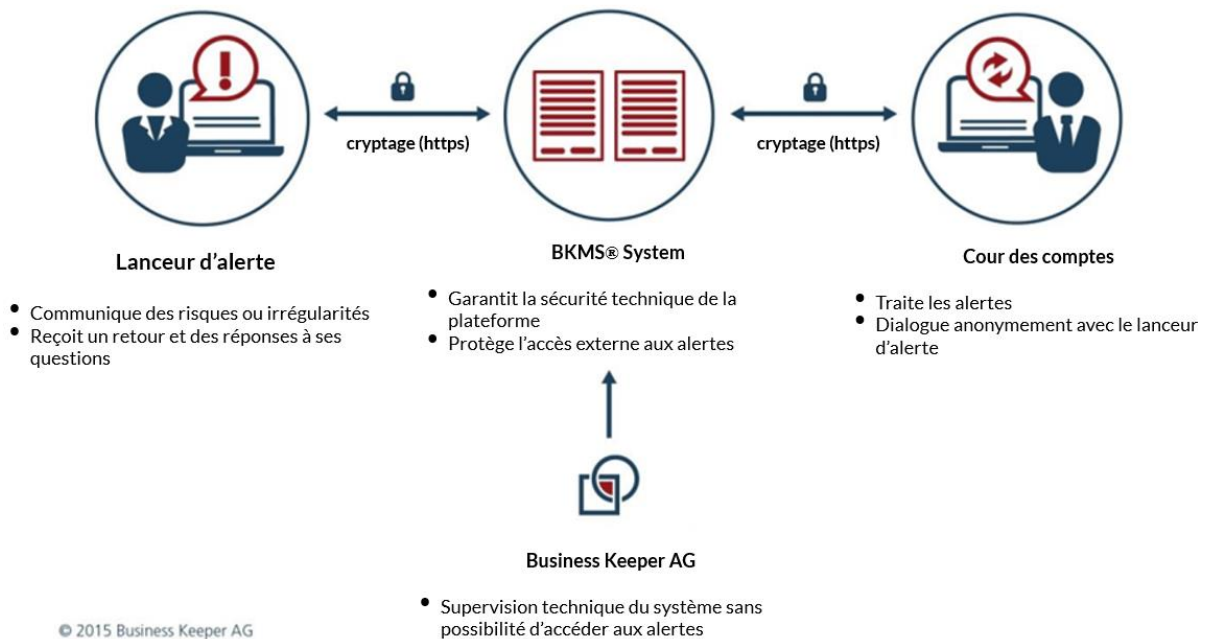 cryptage (https)
cryptage (https)
Lanceur d’alerte
• Communique des risques ou irrégularités
• Reçoit un retour et des réponses à ses
questions
BKMS® System
• Garantit la sécurité technique de la
plateforme
• Protège l’accès externe aux alertes
Cour des comptes
• Traite les alertes
• Dialogue anonymement avec le lanceur
d’alerte
Business Keeper AG
• Supervision technique du système sans
possibilité d’accéder aux alertes
© 2015 Business Keeper AG